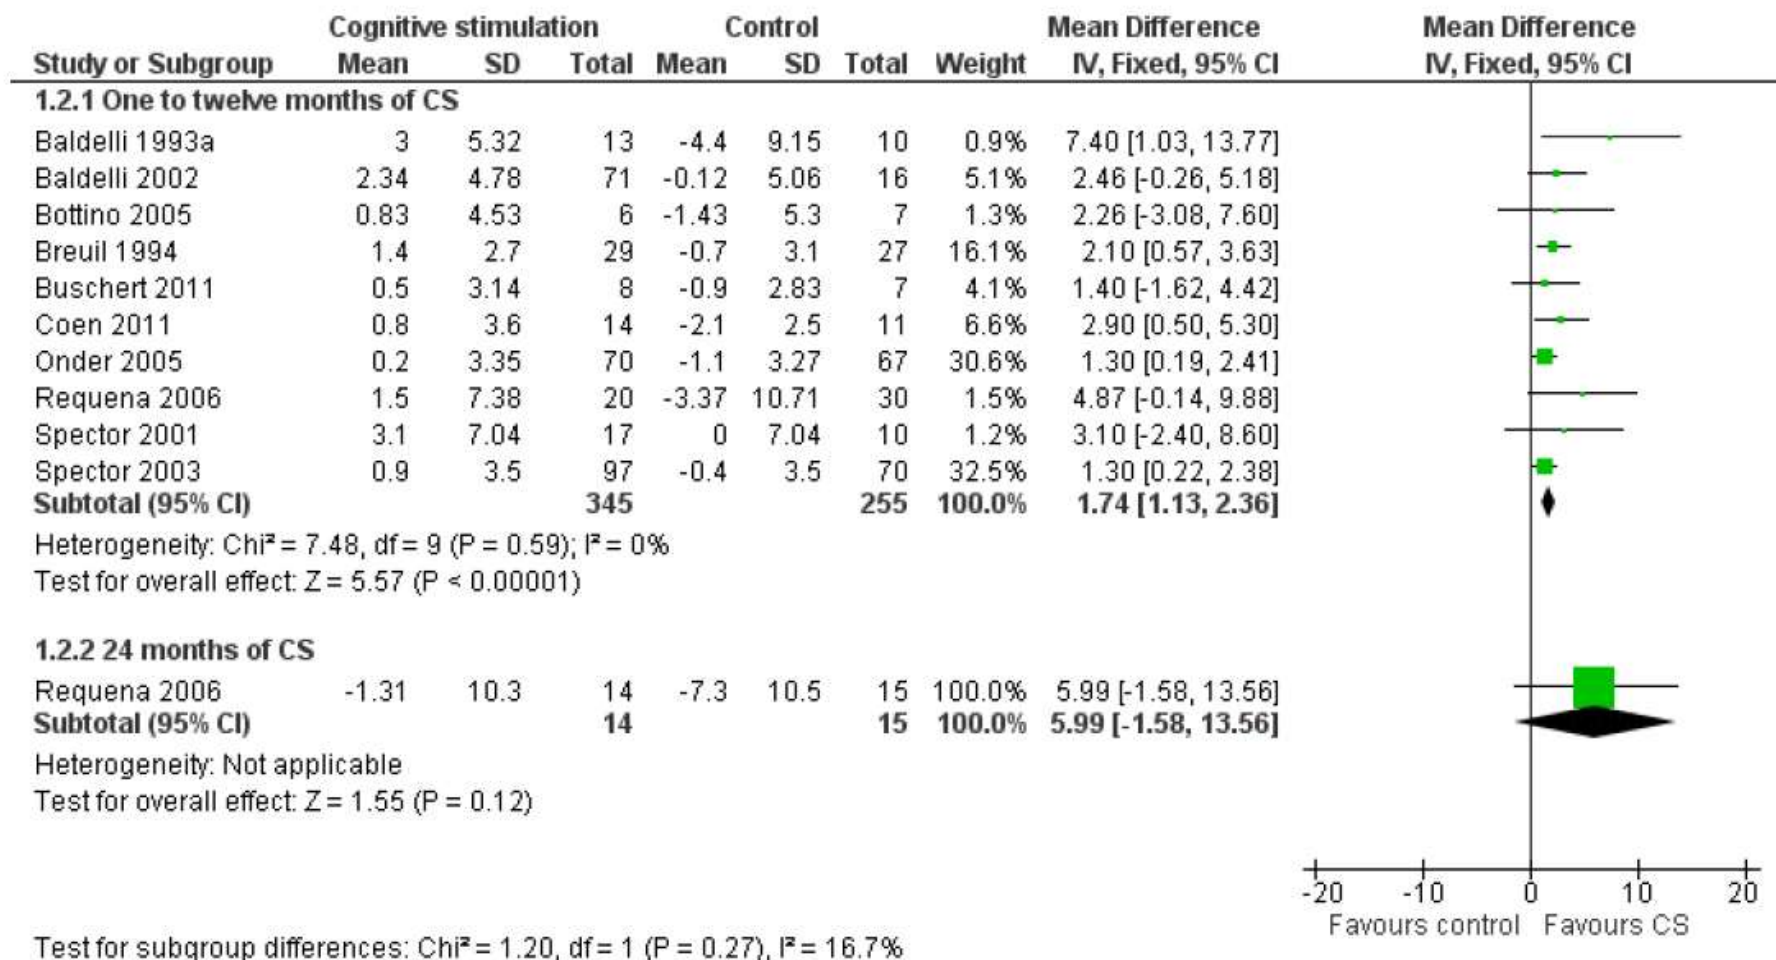 Cognitive stimulation Control Mean Difference Mean Difference
Study or Subgroup Mean SD Total Mean SD Total Weight IV, Fixed, 95% CI IV, Fixed, 95% CI
1.2.1 One to twelve months of CS
Baldelli 1993a 3 5.32 13 -4.4 9.15 10 0.9% 7.40 [1.03, 13.77]
Baldelli 2002 2.34 4.78 71 -0.12 5.06 16 5.1% 2.46 [-0.26, 5.18]
Bottino 2005 0.83 4.53 6 -1.43 5.3 7 1.3% 2.26 [-3.08, 7.60]
Breuil 1994 1.4 2.7 29 -0.7 3.1 27 16.1% 2.10 [0.57, 3.63]
Buschert 2011 0.5 3.14 8 -0.9 2.83 7 4.1% 1.40 [-1.62, 4.42]
Coen 2011 0.8 3.6 14 -2.1 2.5 11 6.6% 2.90 [0.50, 5.30]
Onder 2005 0.2 3.35 70 -1.1 3.27 67 30.6% 1.30 [0.19, 2.41]
Requena 2006 1.5 7.38 20 -3.37 10.71 30 1.5% 4.87 [-0.14, 9.88]
Spector 2001 3.1 7.04 17 0 7.04 10 1.2% 3.10 [-2.40, 8.60]
Spector 2003 0.9 3.5 97 -0.4 3.5 70 32.5% 1.30 [0.22, 2.38]
Subtotal (95% CI) 345 255 100.0% 1.74 [1.13, 2.36]
Heterogeneity: Chi² = 7.48, df = 9 (P = 0.59); I² = 0%
Test for overall effect: Z = 5.57 (P < 0.00001)
1.2.2 24 months of CS
Requena 2006 -1.31 10.3 14 -7.3 10.5 15 100.0% 5.99 [-1.58, 13.56]
Subtotal (95% CI) 14 15 100.0% 5.99 [-1.58, 13.56]
Heterogeneity: Not applicable
Test for overall effect: Z = 1.55 (P = 0.12)
-20 -10 0 10 20
Favours control Favours CS
Test for subgroup differences: Chi² = 1.20, df = 1 (P = 0.27), I² = 16.7%